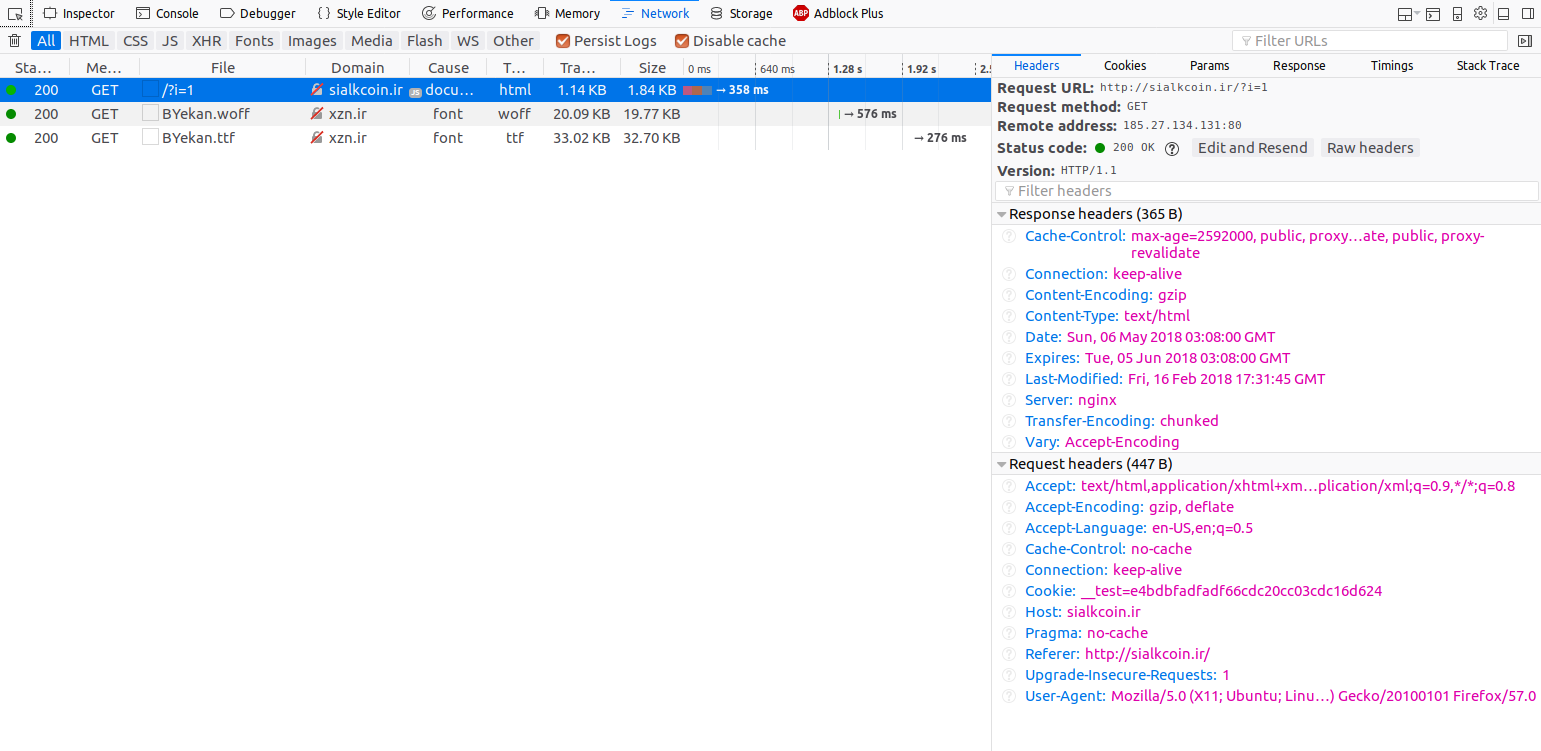 Inspector Console Debugger { } Style Editor Performance Memory Network Storage ABP Adblock Plus
All HTML CSS JS XHR Fonts Images Media Flash WS Other Persist Logs Disable cache Filter URLs
Sta… Me… File Domain Cause T… Tra… Size 0 ms 640 ms 1.28 s 1.92 s 2.5
200 GET /?i=1 sialkcoin.ir JS docu… html 1.14 KB 1.84 KB → 358 ms
200 GET BYekan.woff xzn.ir font woff 20.09 KB 19.77 KB → 576 ms
200 GET BYekan.ttf xzn.ir font ttf 33.02 KB 32.70 KB → 276 ms
Headers Cookies Params Response Timings Stack Trace
Request URL: http://sialkcoin.ir/?i=1
Request method: GET
Remote address: 185.27.134.131:80
Status code: 200 OK ? Edit and Resend Raw headers
Version: HTTP/1.1
Filter headers
Response headers (365 B)
? Cache-Control: max-age=2592000, public, proxy…ate, public, proxy-
revalidate
? Connection: keep-alive
? Content-Encoding: gzip
? Content-Type: text/html
? Date: Sun, 06 May 2018 03:08:00 GMT
? Expires: Tue, 05 Jun 2018 03:08:00 GMT
? Last-Modified: Fri, 16 Feb 2018 17:31:45 GMT
? Server: nginx
? Transfer-Encoding: chunked
? Vary: Accept-Encoding
Request headers (447 B)
? Accept: text/html,application/xhtml+xm…plication/xml;q=0.9,*/*;q=0.8
? Accept-Encoding: gzip, deflate
? Accept-Language: en-US,en;q=0.5
? Cache-Control: no-cache
? Connection: keep-alive
? Cookie: __test=e4bdbfadfadf66cdc20cc03cdc16d624
? Host: sialkcoin.ir
? Pragma: no-cache
? Referer: http://sialkcoin.ir/
? Upgrade-Insecure-Requests: 1
? User-Agent: Mozilla/5.0 (X11; Ubuntu; Linu…) Gecko/20100101 Firefox/57.0